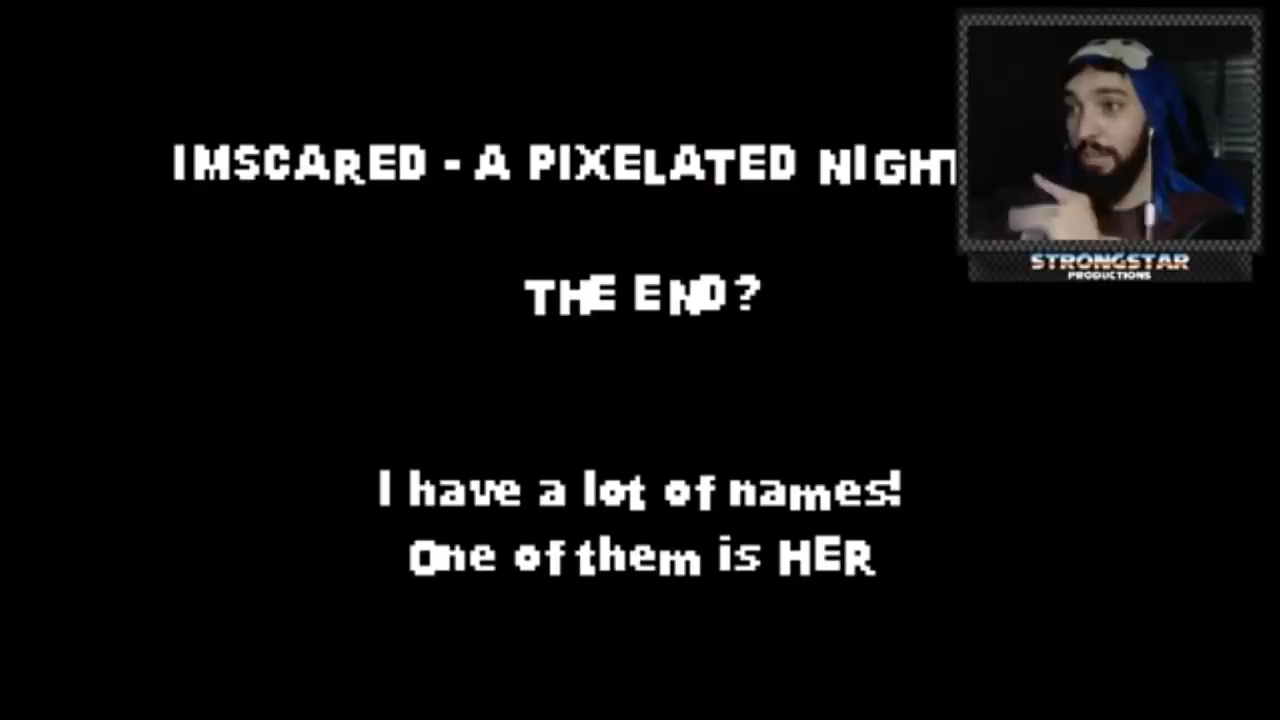 IMSCARED - A PIXELATED NIGHT
THE END?
I have a lot of names!
One of them is HER
STRONGSTAR
PRODUCTIONS